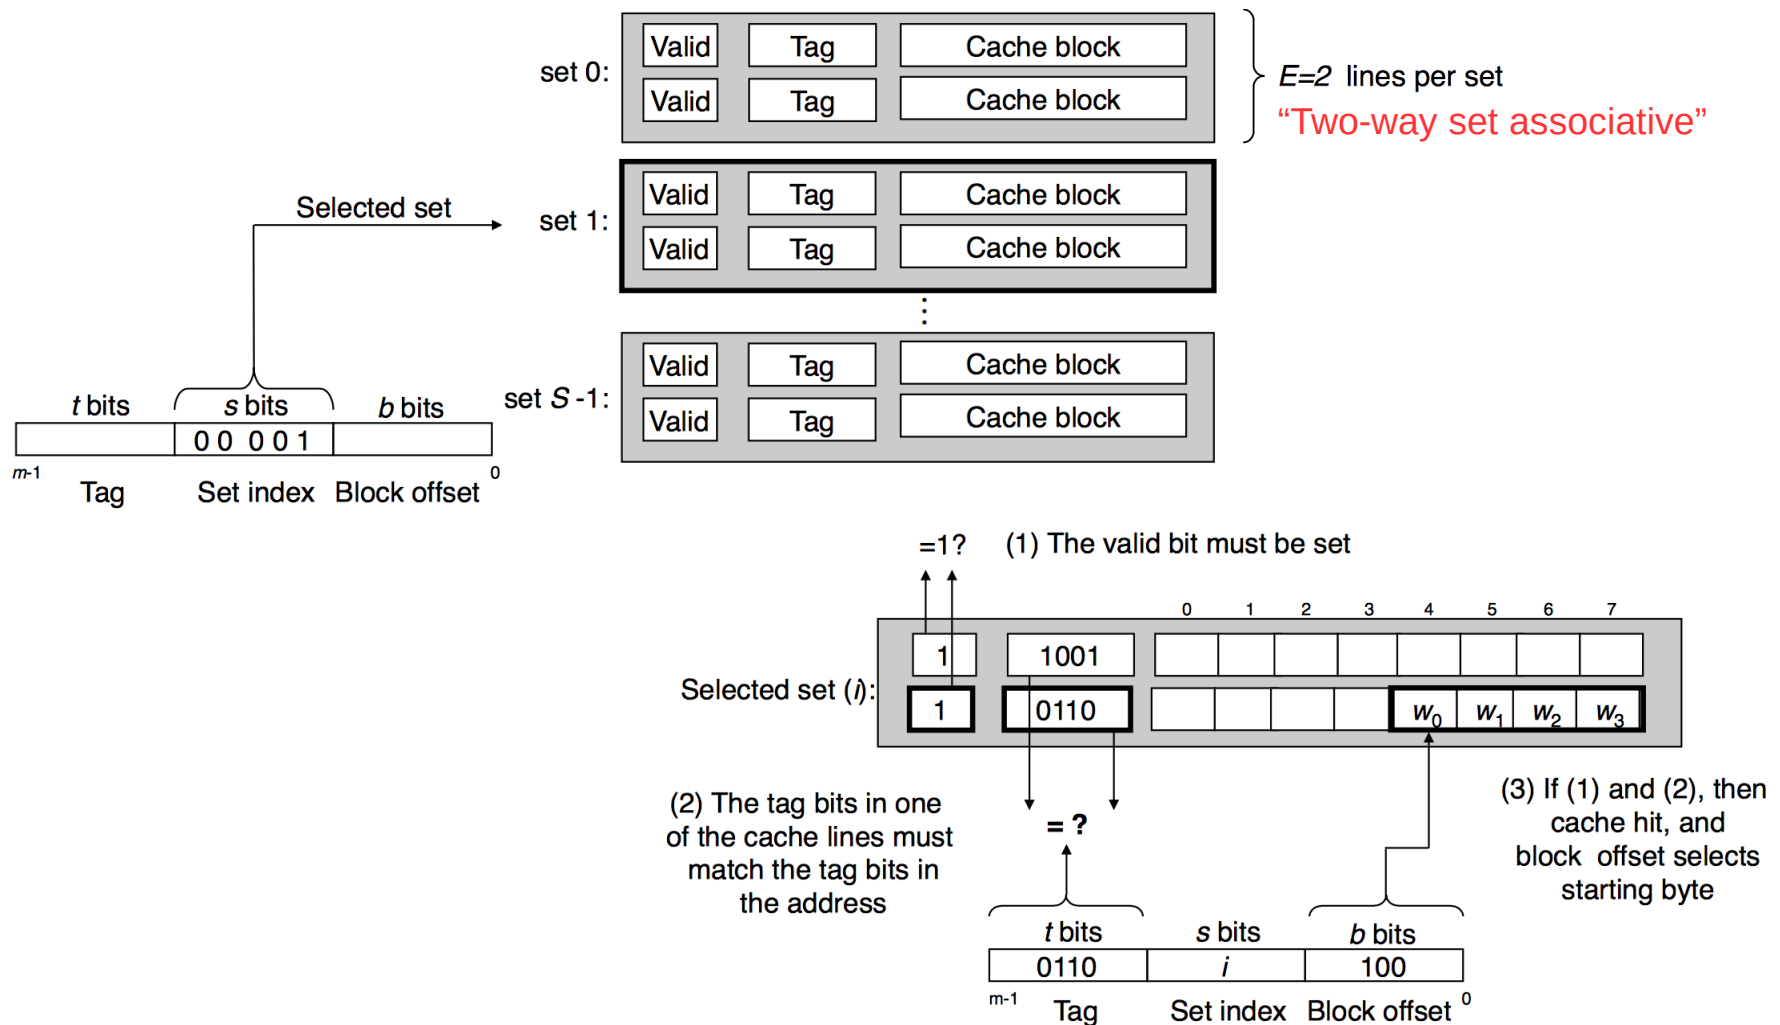 set 0:
Valid Tag Cache block
Valid Tag Cache block
E=2 lines per set
“Two-way set associative”
Selected set
set 1:
Valid Tag Cache block
Valid Tag Cache block
⋮
set S -1:
Valid Tag Cache block
Valid Tag Cache block
t bits s bits b bits
0 0 0 0 1
m-1 0
Tag Set index Block offset
=1? (1) The valid bit must be set
0 1 2 3 4 5 6 7
1 1001
Selected set (i):
1 0110 w0 w1 w2 w3
(2) The tag bits in one
of the cache lines must
match the tag bits in
the address
= ?
(3) If (1) and (2), then
cache hit, and
block offset selects
starting byte
t bits s bits b bits
0110 i 100
m-1 0
Tag Set index Block offset